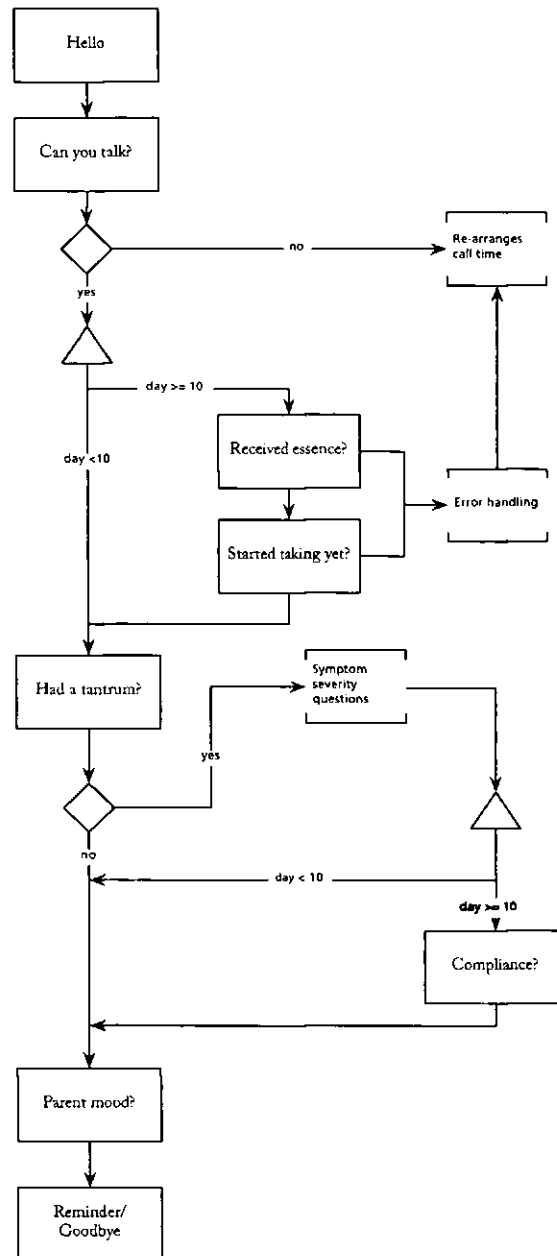 Hello
Can you talk?
no
Re-arranges
call time
yes
day >= 10
Received essence?
day <10
Error handling
Started taking yet?
Had a tantrum?
Symptom
severity
questions
yes
no
day < 10
day >= 10
Compliance?
Parent mood?
Reminder/
Goodbye